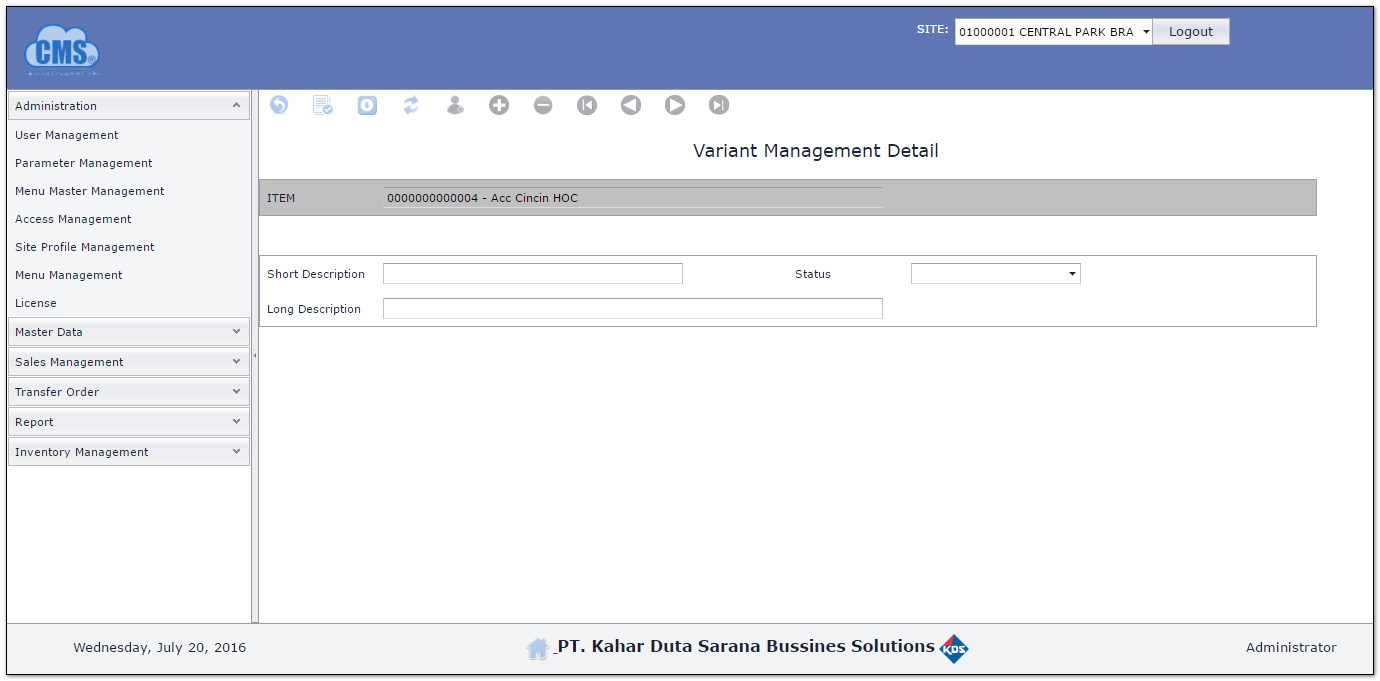 CMS®
SITE: 01000001 CENTRAL PARK BRA Logout
Administration
User Management
Parameter Management
Menu Master Management
Access Management
Site Profile Management
Menu Management
License
Master Data
Sales Management
Transfer Order
Report
Inventory Management
Variant Management Detail
ITEM 0000000000004 - Acc Cincin HOC
Short Description Status
Long Description
Wednesday, July 20, 2016
PT. Kahar Duta Sarana Bussines Solutions KDS
Administrator